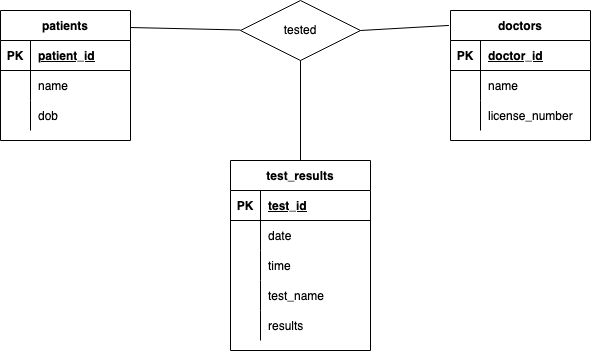 patients
PK patient_id
name
dob
tested
doctors
PK doctor_id
name
license_number
test_results
PK test_id
date
time
test_name
results